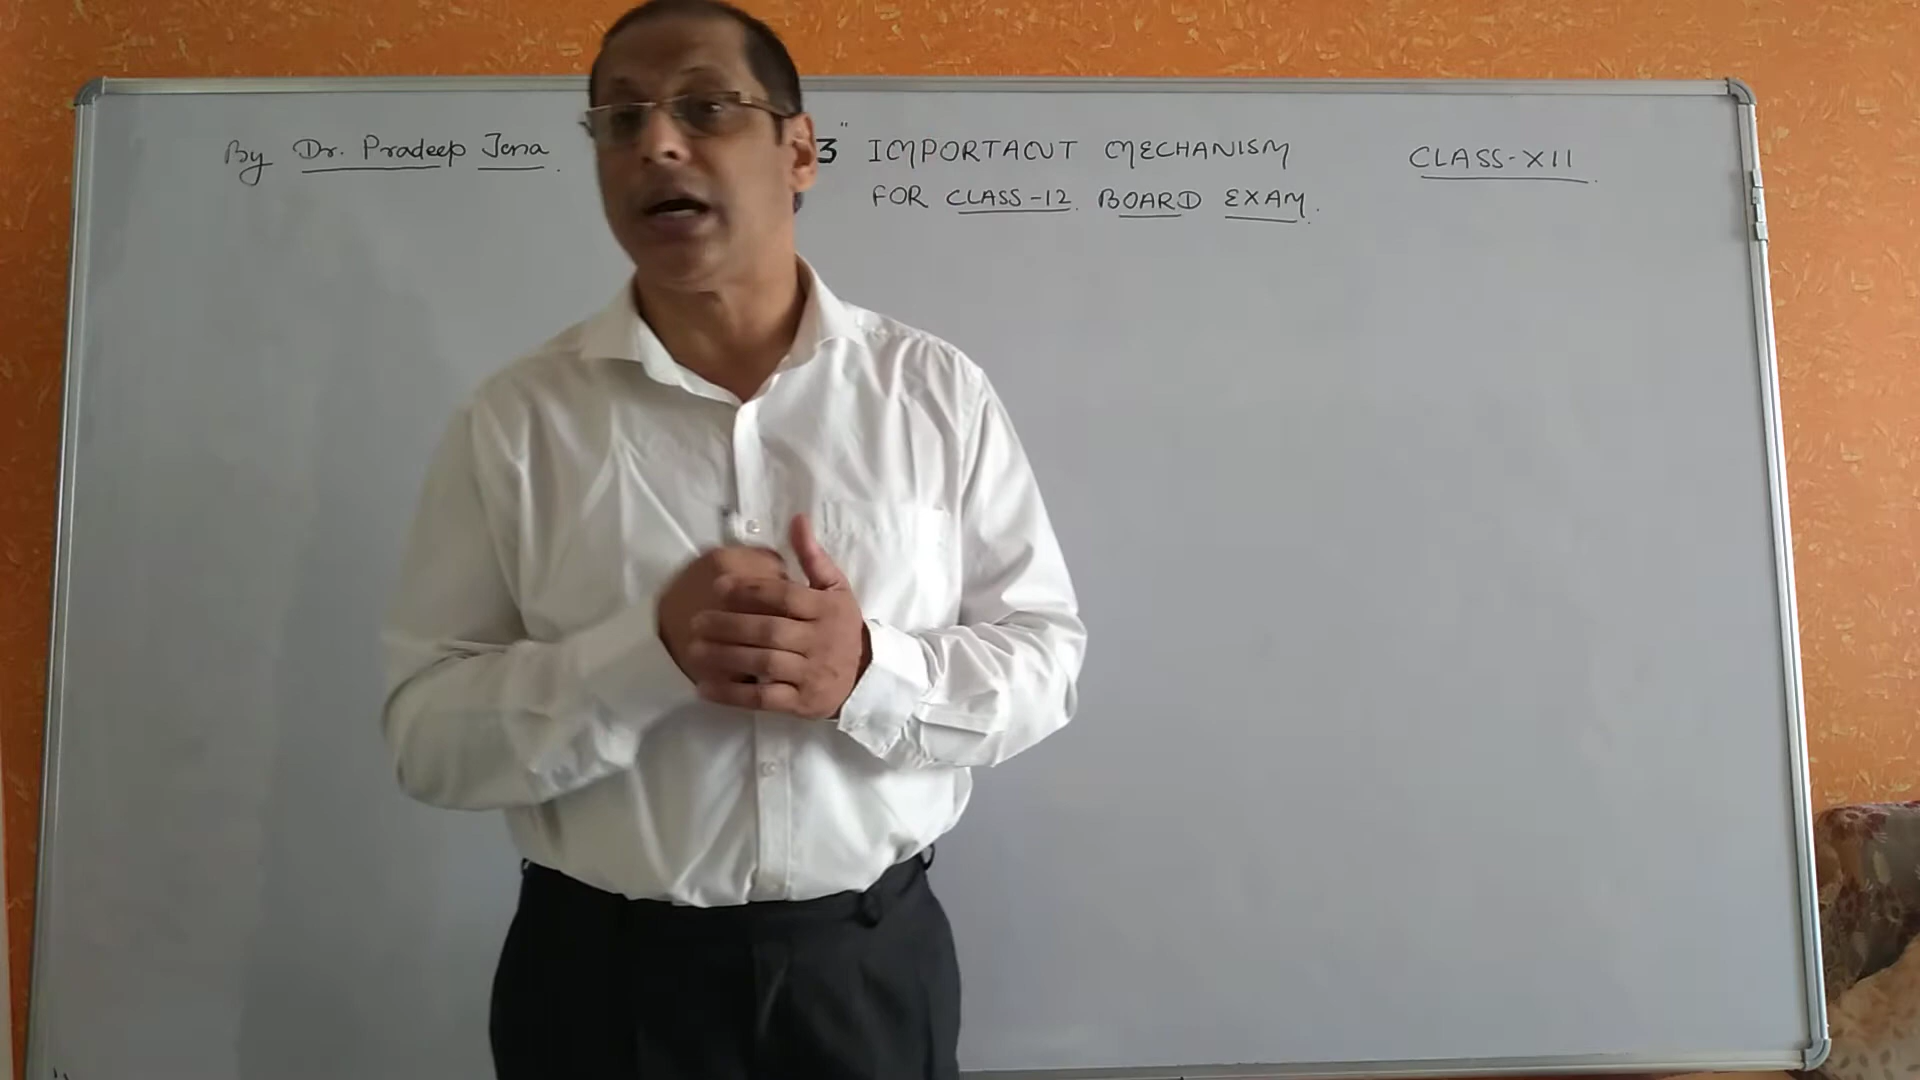 By Dr. Pradeep Jena.
3" IMPORTANT MECHANISM
FOR CLASS-12 BOARD EXAM.
CLASS-XII